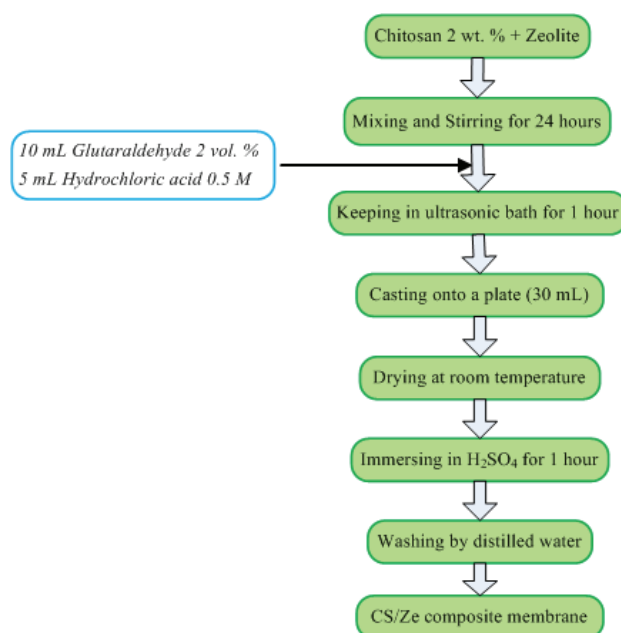 Chitosan 2 wt. % + Zeolite
Mixing and Stirring for 24 hours
10 mL Glutaraldehyde 2 vol. %
5 mL Hydrochloric acid 0.5 M
Keeping in ultrasonic bath for 1 hour
Casting onto a plate (30 mL)
Drying at room temperature
Immersing in H₂SO₄ for 1 hour
Washing by distilled water
CS/Ze composite membrane